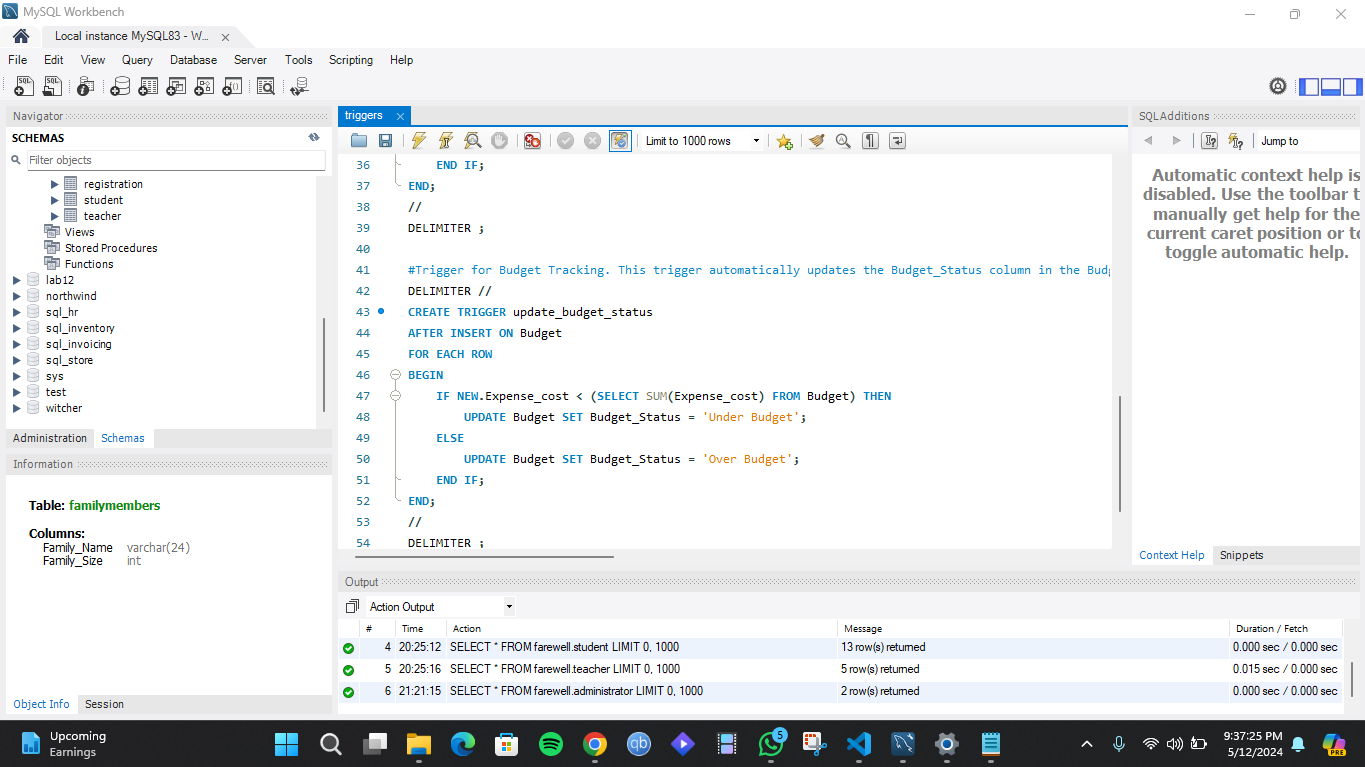 MySQL Workbench
Local instance MySQL83 - W...
File Edit View Query Database Server Tools Scripting Help
Navigator
SCHEMAS
Filter objects
registration
student
teacher
Views
Stored Procedures
Functions
lab12
northwind
sql_hr
sql_inventory
sql_invoicing
sql_store
sys
test
witcher
Administration Schemas
Information
Table: familymembers
Columns:
Family_Name varchar(24)
Family_Size int
Object Info Session
triggers
Limit to 1000 rows
36 END IF;
37 END;
38 //
39 DELIMITER ;
40
41 #Trigger for Budget Tracking. This trigger automatically updates the Budget_Status column in the Budg
42 DELIMITER //
43 CREATE TRIGGER update_budget_status
44 AFTER INSERT ON Budget
45 FOR EACH ROW
46 BEGIN
47 IF NEW.Expense_cost < (SELECT SUM(Expense_cost) FROM Budget) THEN
48 UPDATE Budget SET Budget_Status = 'Under Budget';
49 ELSE
50 UPDATE Budget SET Budget_Status = 'Over Budget';
51 END IF;
52 END;
53 //
54 DELIMITER ;
SQLAdditions
Jump to
Automatic context help is
disabled. Use the toolbar t
manually get help for the
current caret position or to
toggle automatic help.
Context Help Snippets
Output
Action Output
# Time Action Message Duration / Fetch
4 20:25:12 SELECT * FROM farewell.student LIMIT 0, 1000 13 row(s) returned 0.000 sec / 0.000 sec
5 20:25:16 SELECT * FROM farewell.teacher LIMIT 0, 1000 5 row(s) returned 0.015 sec / 0.000 sec
6 21:21:15 SELECT * FROM farewell.administrator LIMIT 0, 1000 2 row(s) returned 0.000 sec / 0.000 sec
Upcoming
Earnings
qb
5
9:37:25 PM
5/12/2024
PRE